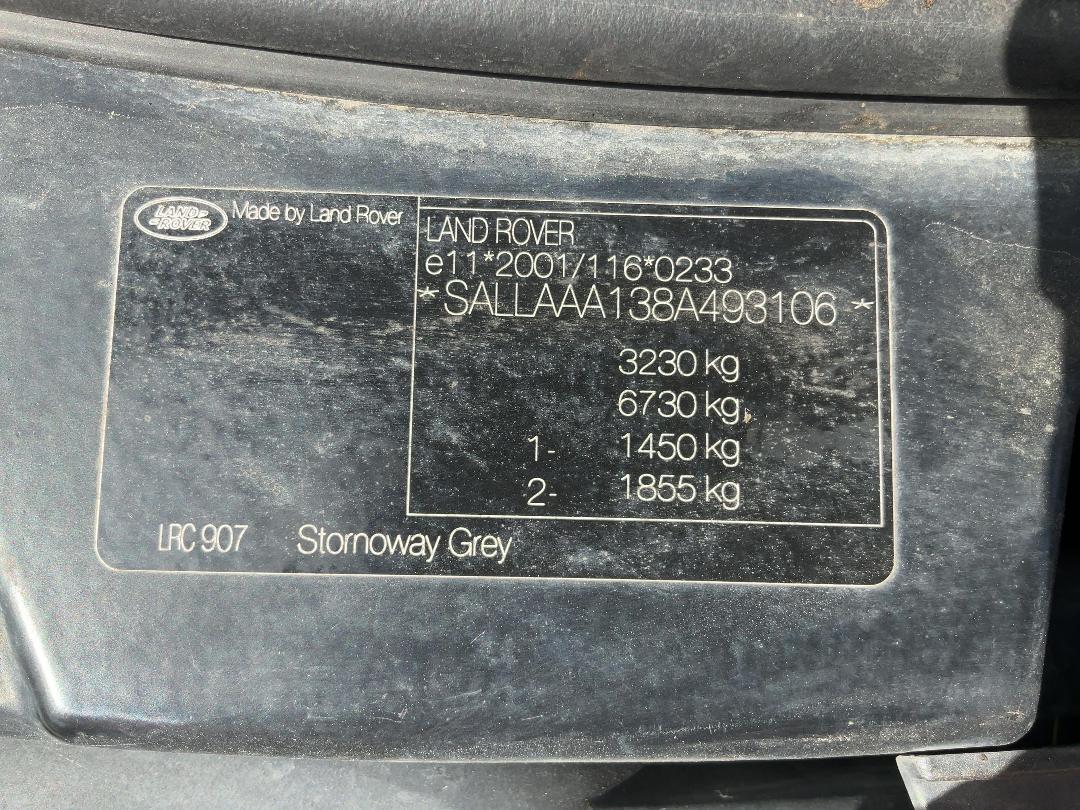 LAND ROVER
Made by Land Rover
LAND ROVER
e11*2001/116*0233
*SALLAAA138A493106*
3230 kg
6730 kg
1- 1450 kg
2- 1855 kg
LRC 907 Stornoway Grey